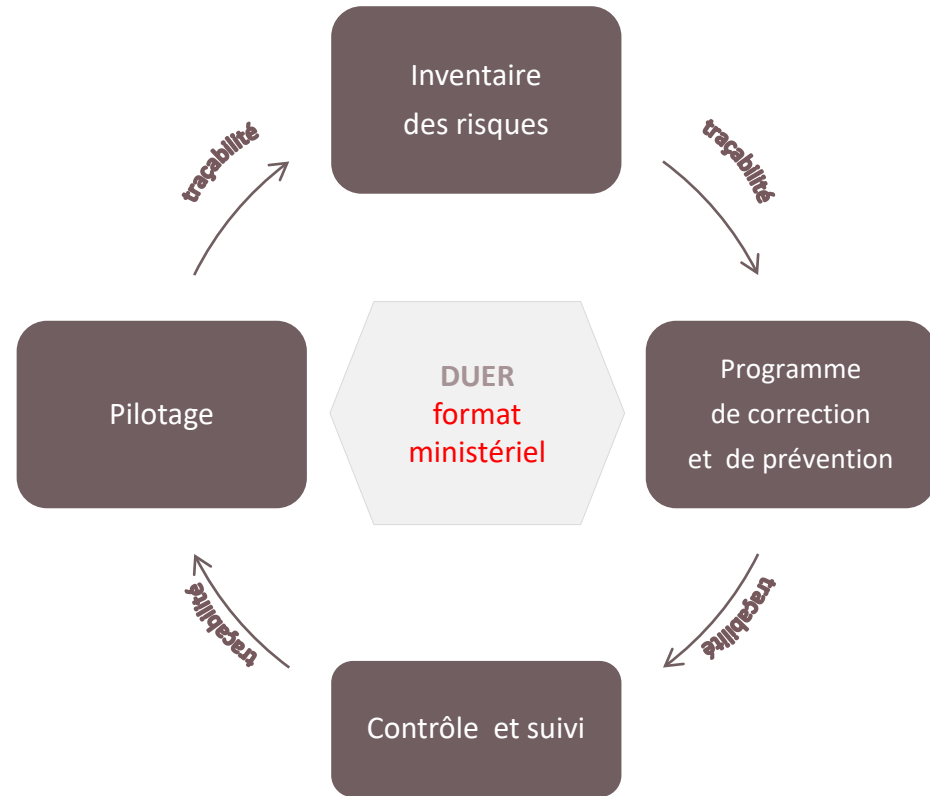 Inventaire
des risques
traçabilité
traçabilité
Pilotage
DUER
format
ministériel
Programme
de correction
et de prévention
traçabilité
traçabilité
Contrôle et suivi